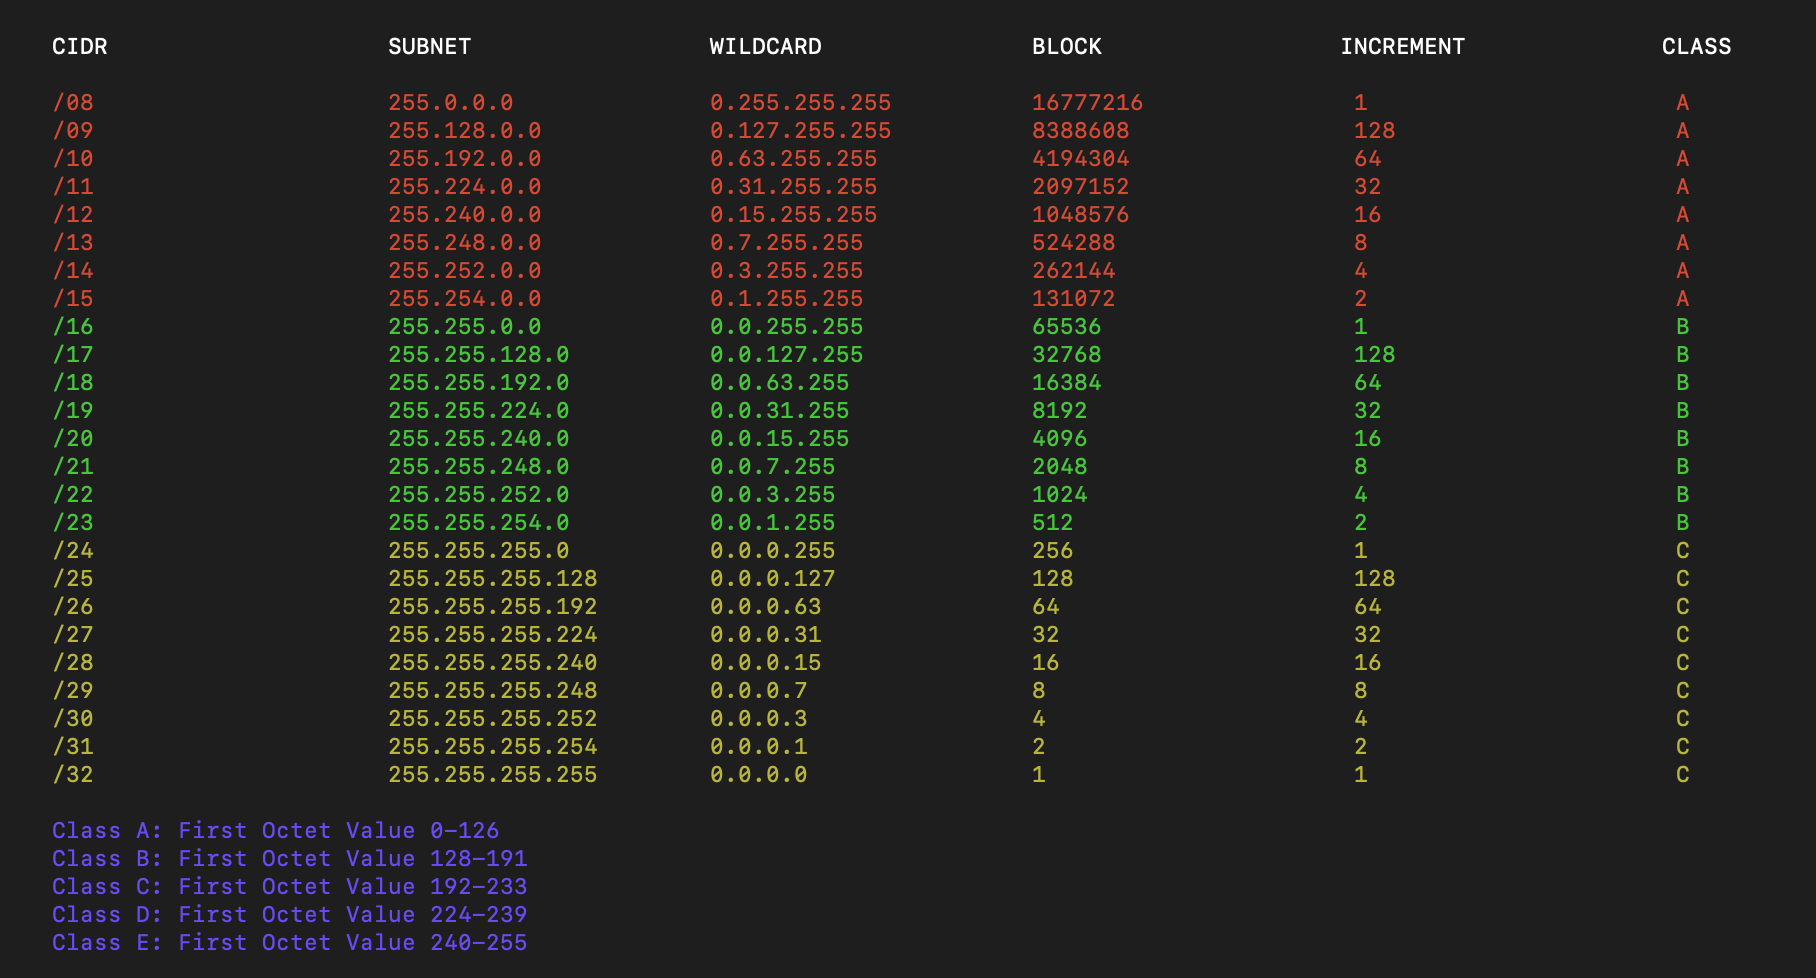 CIDR SUBNET WILDCARD BLOCK INCREMENT CLASS
/08 255.0.0.0 0.255.255.255 16777216 1 A
/09 255.128.0.0 0.127.255.255 8388608 128 A
/10 255.192.0.0 0.63.255.255 4194304 64 A
/11 255.224.0.0 0.31.255.255 2097152 32 A
/12 255.240.0.0 0.15.255.255 1048576 16 A
/13 255.248.0.0 0.7.255.255 524288 8 A
/14 255.252.0.0 0.3.255.255 262144 4 A
/15 255.254.0.0 0.1.255.255 131072 2 A
/16 255.255.0.0 0.0.255.255 65536 1 B
/17 255.255.128.0 0.0.127.255 32768 128 B
/18 255.255.192.0 0.0.63.255 16384 64 B
/19 255.255.224.0 0.0.31.255 8192 32 B
/20 255.255.240.0 0.0.15.255 4096 16 B
/21 255.255.248.0 0.0.7.255 2048 8 B
/22 255.255.252.0 0.0.3.255 1024 4 B
/23 255.255.254.0 0.0.1.255 512 2 B
/24 255.255.255.0 0.0.0.255 256 1 C
/25 255.255.255.128 0.0.0.127 128 128 C
/26 255.255.255.192 0.0.0.63 64 64 C
/27 255.255.255.224 0.0.0.31 32 32 C
/28 255.255.255.240 0.0.0.15 16 16 C
/29 255.255.255.248 0.0.0.7 8 8 C
/30 255.255.255.252 0.0.0.3 4 4 C
/31 255.255.255.254 0.0.0.1 2 2 C
/32 255.255.255.255 0.0.0.0 1 1 C
Class A: First Octet Value 0-126
Class B: First Octet Value 128-191
Class C: First Octet Value 192-233
Class D: First Octet Value 224-239
Class E: First Octet Value 240-255